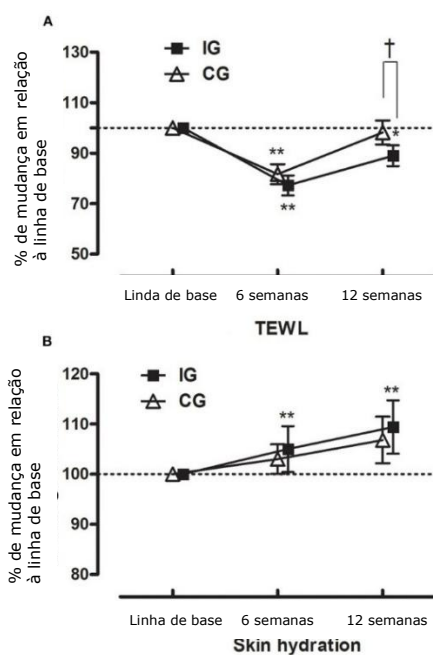 A
IG
CG
†
130
110
90
70
50
% de mudança em relação
à linha de base
**
**
*
Linda de base 6 semanas 12 semanas
TEWL
B
IG
CG
120
110
100
90
80
% de mudança em relação
à linha de base
**
**
Linha de base 6 semanas 12 semanas
Skin hydration